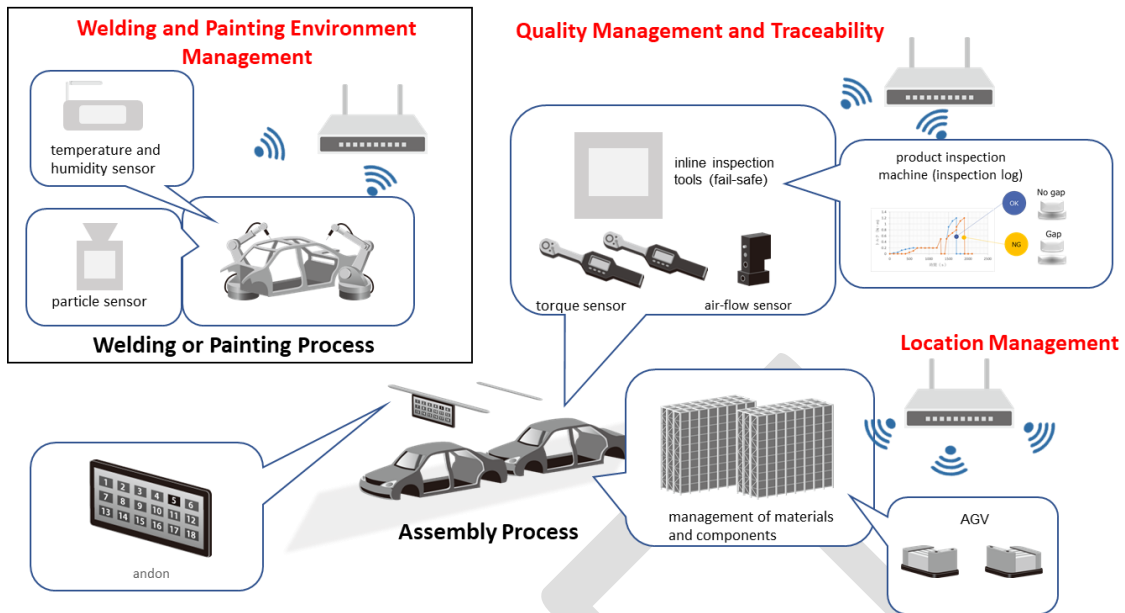 Welding and Painting Environment
Management
temperature and
humidity sensor
particle sensor
Welding or Painting Process
Quality Management and Traceability
inline inspection
tools (fail-safe)
torque sensor
air-flow sensor
product inspection
machine (inspection log)
OK
No gap
NG
Gap
Location Management
1 2 3 4 5 6
7 8 9 10 11 12
13 14 15 16 17 18
andon
Assembly Process
management of materials
and components
AGV